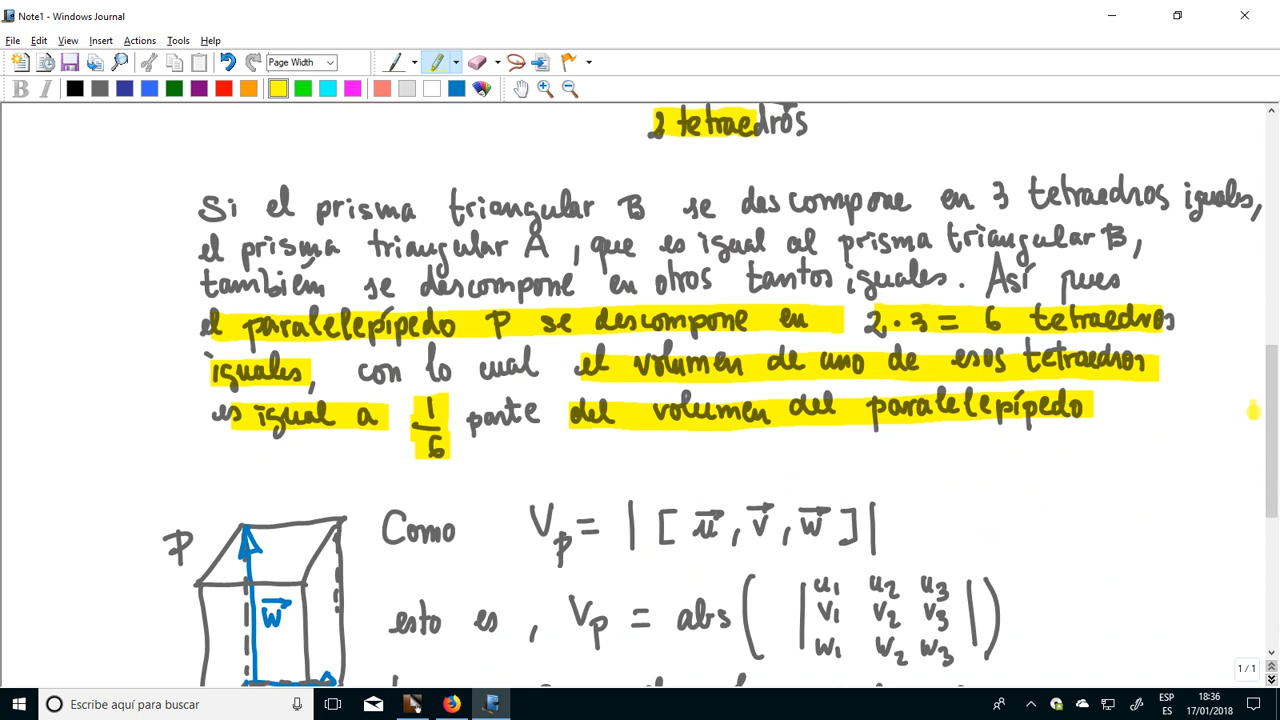 Note1 - Windows Journal
File Edit View Insert Actions Tools Help
Page Width
B I
2 tetraedros
Si el prisma triangular B se descompone en 3 tetraedros iguales,
el prisma triangular A, que es igual al prisma triangular B,
también se descompone en otros tantos iguales. Así pues
el paralelepípedo P se descompone en 2·3 = 6 tetraedros
iguales, con lo cual el volumen de uno de esos tetraedros
es igual a 1/6 parte del volumen del paralelepípedo
P
Como Vp = | [ u⃗, v⃗, w⃗ ] |
w⃗
esto es, Vp = abs ( | u1 u2 u3
v1 v2 v3
w1 w2 w3 | )
1 / 1
Escribe aquí para buscar
ESP
ES
18:36
17/01/2018